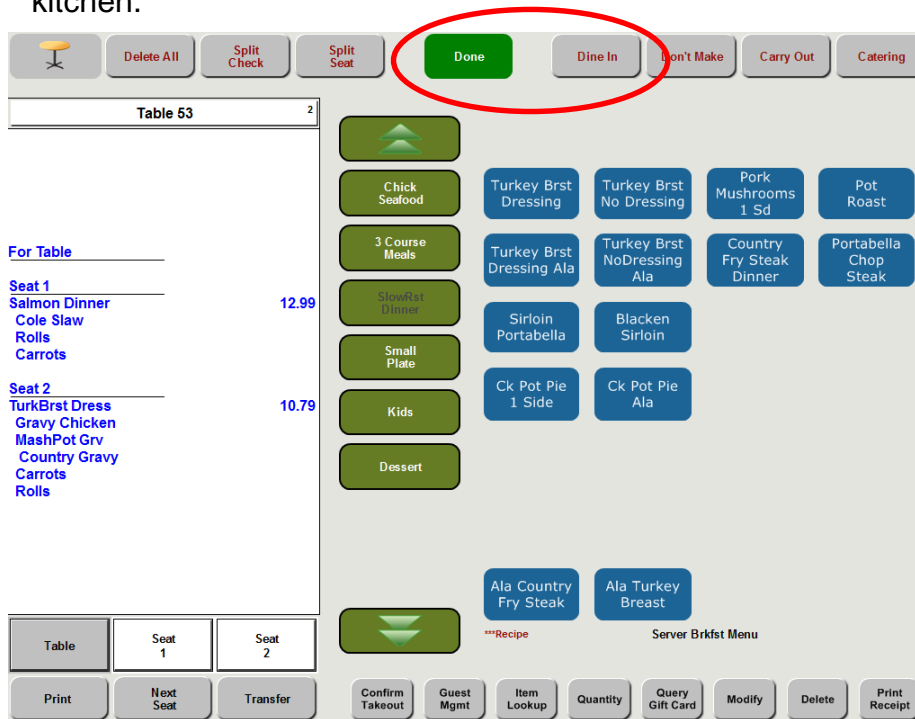 kitchen.
Delete All
Split
Check
Split
Seat
Done
Dine In
Don't Make
Carry Out
Catering
Table 53
2
For Table
Seat 1
Salmon Dinner 12.99
Cole Slaw
Rolls
Carrots
Seat 2
TurkBrst Dress 10.79
Gravy Chicken
MashPot Grv
Country Gravy
Carrots
Rolls
Chick
Seafood
3 Course
Meals
SlowRst
Dinner
Small
Plate
Kids
Dessert
Turkey Brst
Dressing
Turkey Brst
No Dressing
Pork
Mushrooms
1 Sd
Pot
Roast
Turkey Brst
Dressing Ala
Turkey Brst
NoDressing
Ala
Country
Fry Steak
Dinner
Portabella
Chop
Steak
Sirloin
Portabella
Blacken
Sirloin
Ck Pot Pie
1 Side
Ck Pot Pie
Ala
Ala Country
Fry Steak
Ala Turkey
Breast
***Recipe
Server Brkfst Menu
Table
Seat
1
Seat
2
Print
Next
Seat
Transfer
Confirm
Takeout
Guest
Mgmt
Item
Lookup
Quantity
Query
Gift Card
Modify
Delete
Print
Receipt